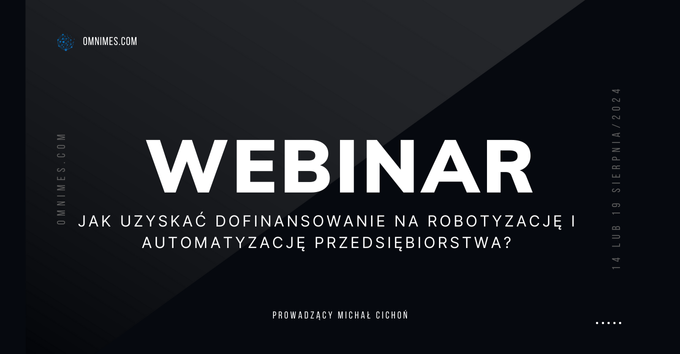 OMNIMES.COM
OMNIMES.COM
WEBINAR
JAK UZYSKAĆ DOFINANSOWANIE NA ROBOTYZACJĘ I
AUTOMATYZACJĘ PRZEDSIĘBIORSTWA?
14 LUB 19 SIERPNIA/2024
PROWADZĄCY MICHAŁ CICHOŃ